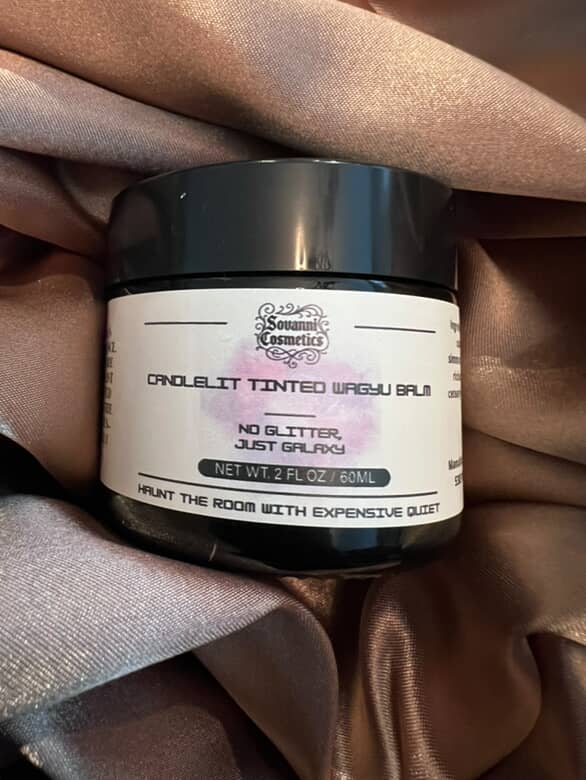 Sovanni
Cosmetics
CANDLELIT TINTED WAGYU BALM
NO GLITTER,
JUST GALAXY
NET WT. 2 FL OZ / 60ML
HAUNT THE ROOM WITH EXPENSIVE QUIET